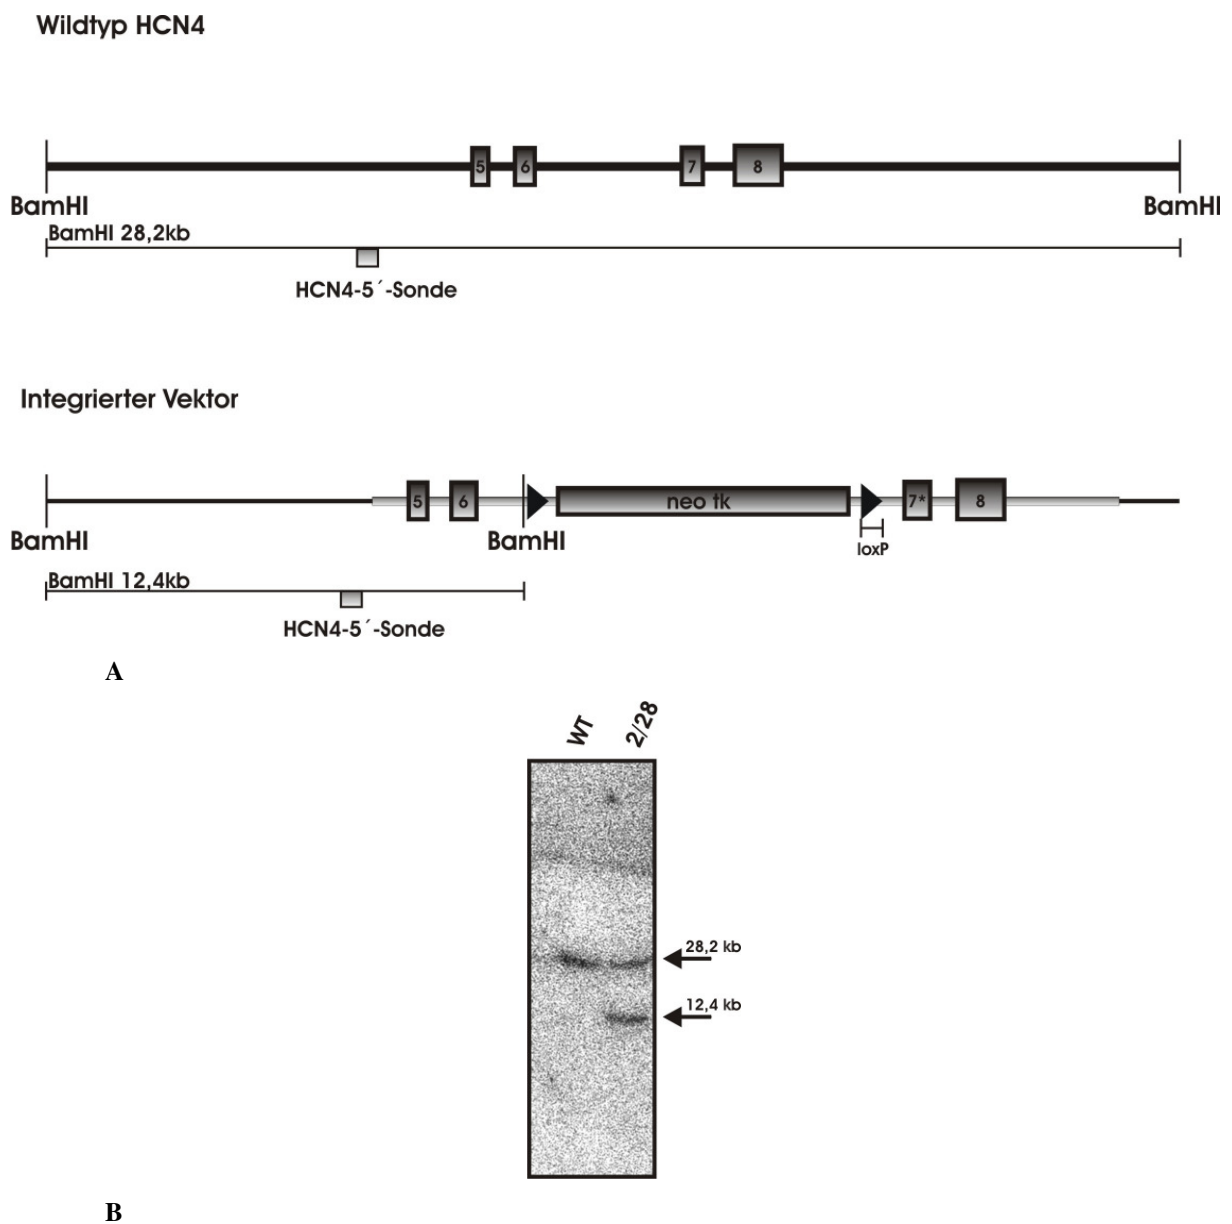 Wildtyp HCN4
5 6 7 8
BamHI BamHI
BamHI 28,2kb
HCN4-5´-Sonde
Integrierter Vektor
5 6 neo tk 7* 8
BamHI BamHI loxP
BamHI 12,4kb
HCN4-5´-Sonde
A
WT 2/28
28,2 kb
12,4 kb
B